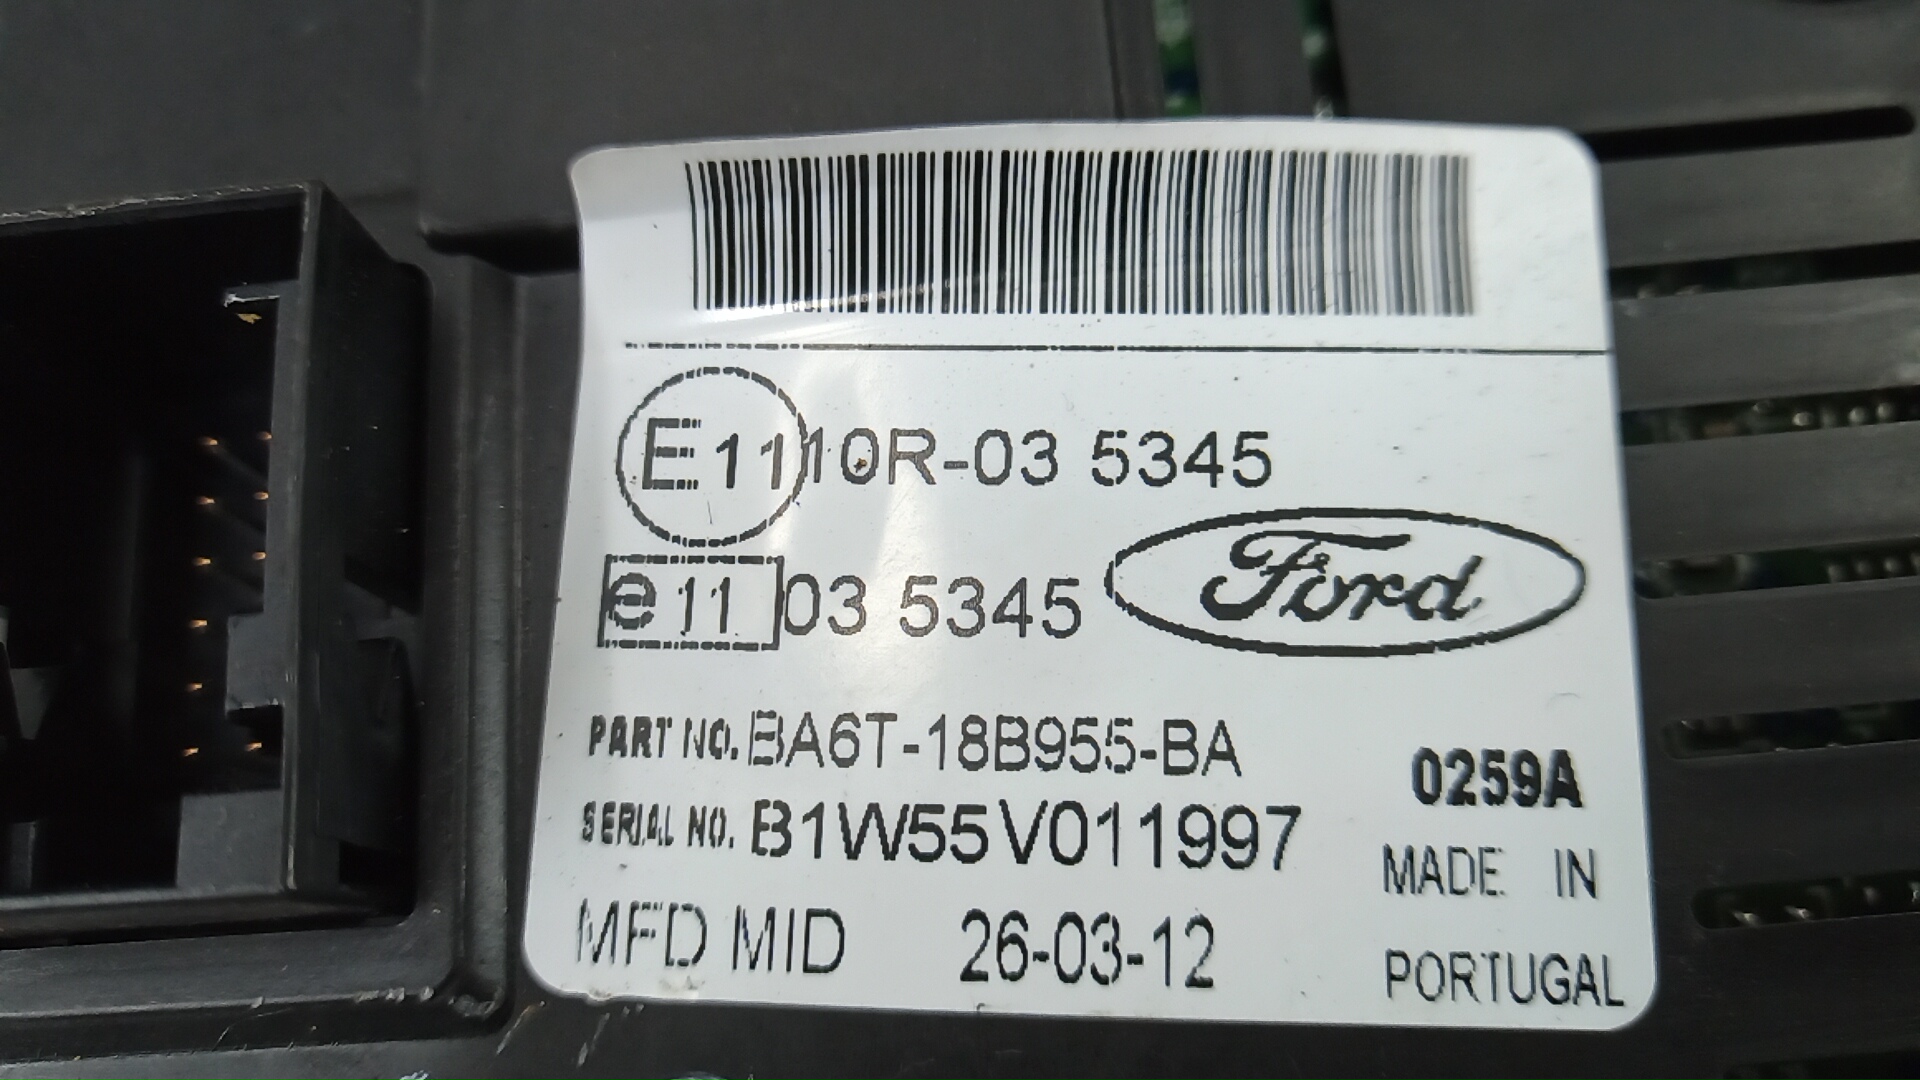 E11 10R-03 5345
e11 03 5345
Ford
PART NO. BA6T-18B955-BA
0259A
SERIAL NO. B1W55V011997
MADE IN
MFD MID 26-03-12
PORTUGAL